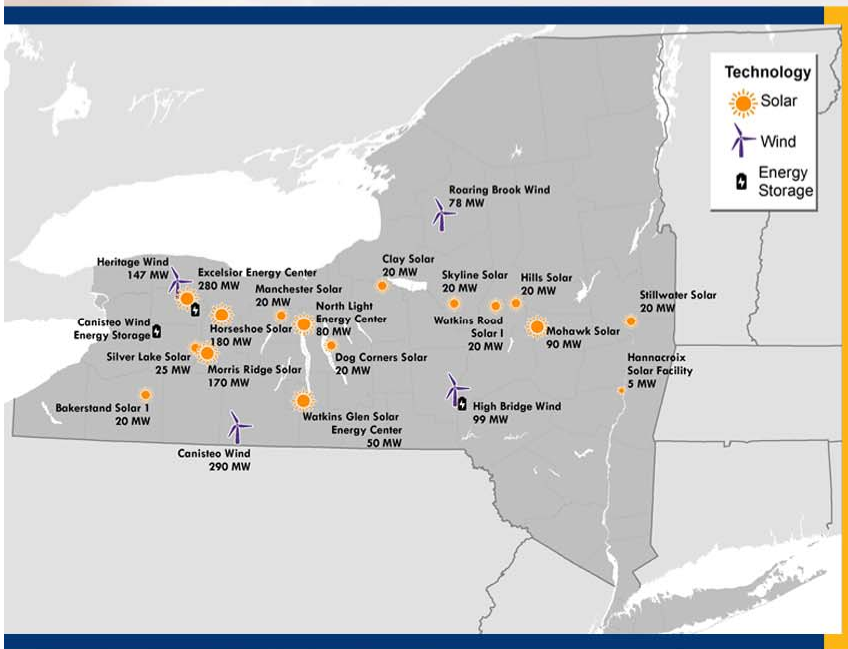 Technology
Solar
Wind
Energy
Storage
Roaring Brook Wind
78 MW
Heritage Wind
147 MW
Excelsior Energy Center
280 MW
Clay Solar
20 MW
Manchester Solar
20 MW
Skyline Solar
20 MW
Hills Solar
20 MW
Stillwater Solar
20 MW
North Light
Energy Center
80 MW
Canisteo Wind
Energy Storage
Horseshoe Solar
180 MW
Watkins Road
Solar I
20 MW
Mohawk Solar
90 MW
Silver Lake Solar
25 MW
Morris Ridge Solar
170 MW
Dog Corners Solar
20 MW
Hannacroix
Solar Facility
5 MW
Bakerstand Solar 1
20 MW
Watkins Glen Solar
Energy Center
50 MW
High Bridge Wind
99 MW
Canisteo Wind
290 MW